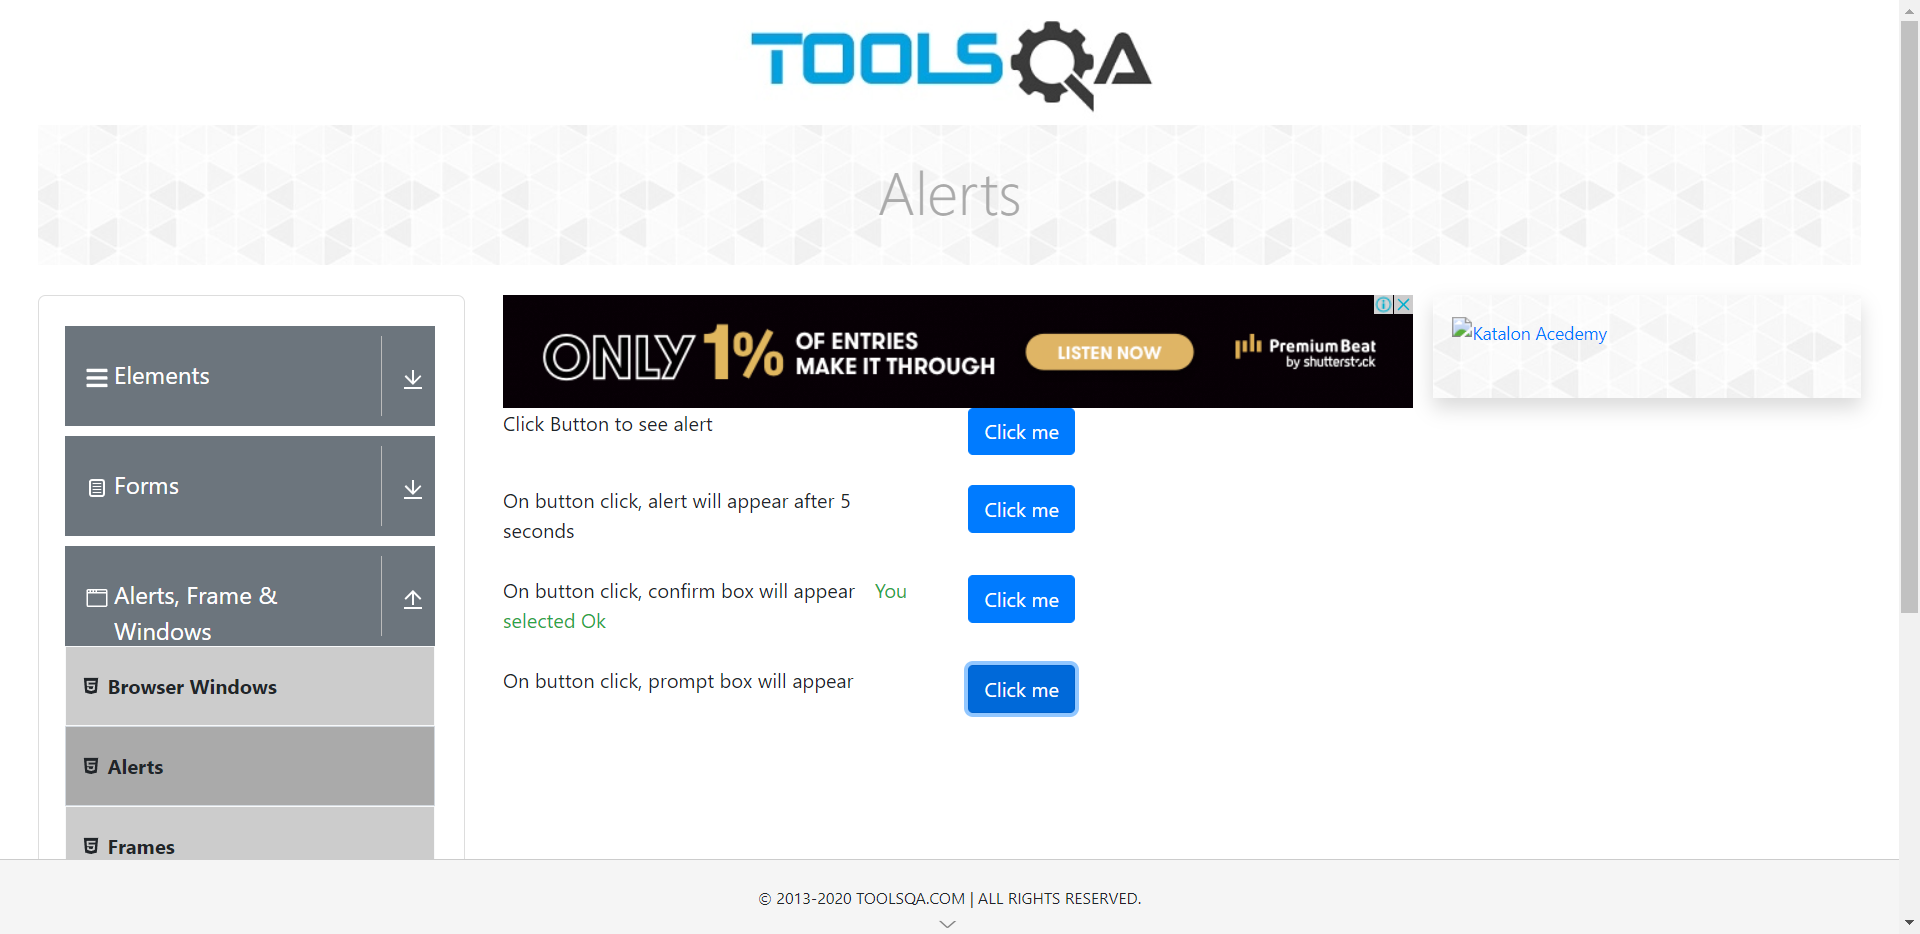 TOOLSQA
Alerts
Elements
Forms
Alerts, Frame &
Windows
Browser Windows
Alerts
Frames
ONLY 1% OF ENTRIES
MAKE IT THROUGH
LISTEN NOW
PremiumBeat
by shutterstock
Click Button to see alert
Click me
On button click, alert will appear after 5
seconds
Click me
On button click, confirm box will appear You
selected Ok
Click me
On button click, prompt box will appear
Click me
Katalon Acedemy
© 2013-2020 TOOLSQA.COM | ALL RIGHTS RESERVED.